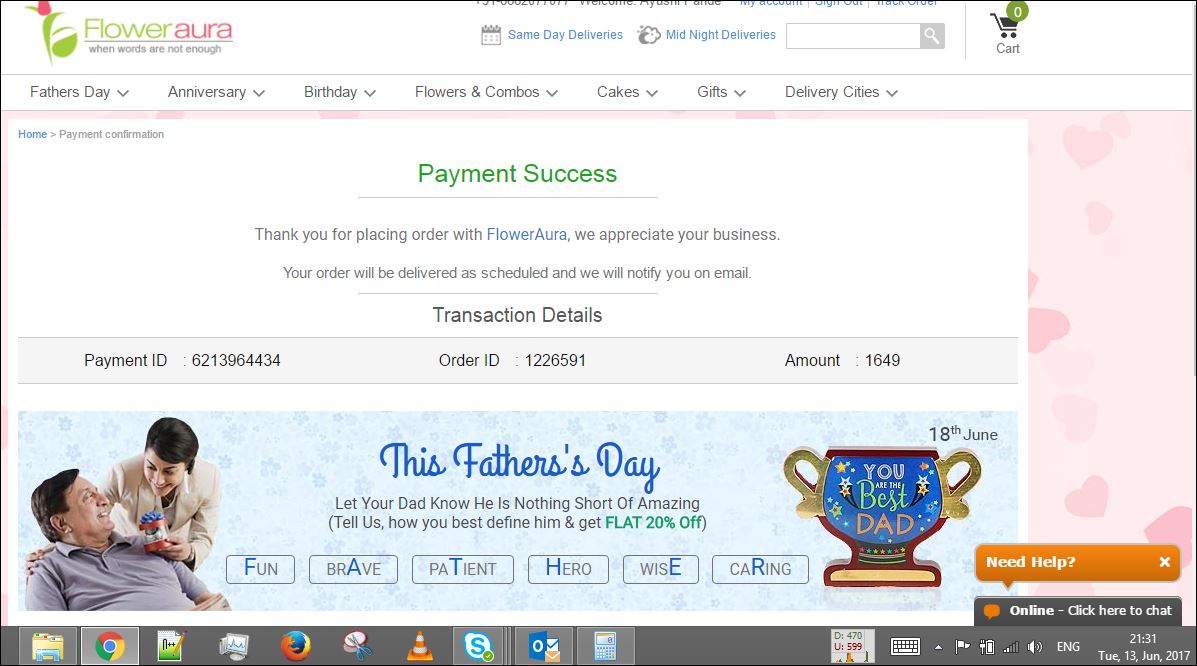 Welcome: Ayushi Pande My account | Sign Out | Track Order
Floweraura
when words are not enough
Same Day Deliveries Mid Night Deliveries
0
Cart
Fathers Day Anniversary Birthday Flowers & Combos Cakes Gifts Delivery Cities
Home > Payment confirmation
Payment Success
Thank you for placing order with FlowerAura, we appreciate your business.
Your order will be delivered as scheduled and we will notify you on email.
Transaction Details
Payment ID : 6213964434 Order ID : 1226591 Amount : 1649
18th June
This Fathers's Day
Let Your Dad Know He Is Nothing Short Of Amazing
(Tell Us, how you best define him & get FLAT 20% Off)
FUN BRAVE PATIENT HERO WISE CARING
YOU
ARE THE
Best
DAD
Need Help? ×
Online - Click here to chat
D: 470
U: 599
ENG
21:31
Tue, 13, Jun, 2017